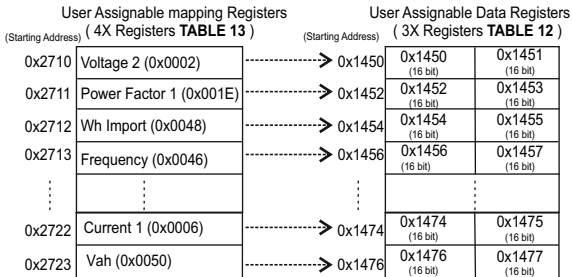 User Assignable mapping Registers
( 4X Registers TABLE 13 )
User Assignable Data Registers
( 3X Registers TABLE 12 )
(Starting Address)
(Starting Address)
0x2710 Voltage 2 (0x0002) 0x1450 0x1450 (16 bit) 0x1451 (16 bit)
0x2711 Power Factor 1 (0x001E) 0x1452 0x1452 (16 bit) 0x1453 (16 bit)
0x2712 Wh Import (0x0048) 0x1454 0x1454 (16 bit) 0x1455 (16 bit)
0x2713 Frequency (0x0046) 0x1456 0x1456 (16 bit) 0x1457 (16 bit)
0x2722 Current 1 (0x0006) 0x1474 0x1474 (16 bit) 0x1475 (16 bit)
0x2723 Vah (0x0050) 0x1476 0x1476 (16 bit) 0x1477 (16 bit)